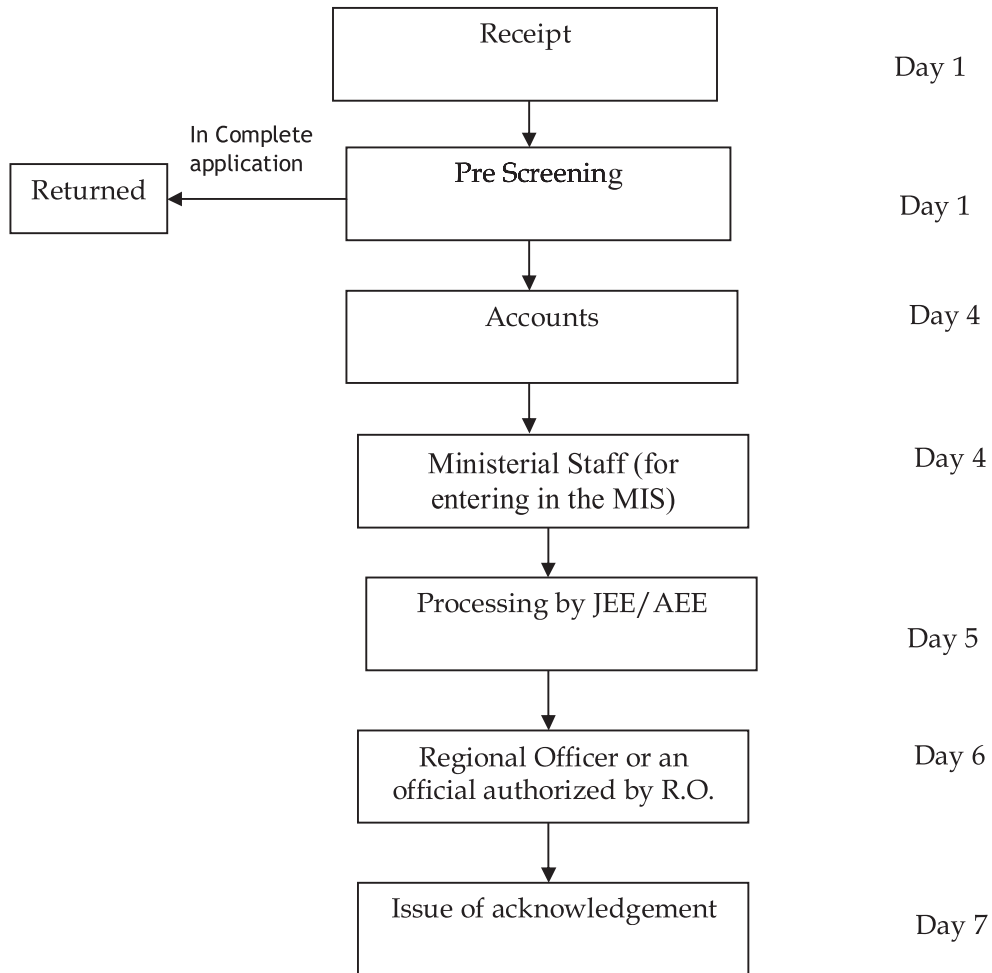 Receipt
Day 1
In Complete
application
Returned
Pre Screening
Day 1
Accounts
Day 4
Ministerial Staff (for
entering in the MIS)
Day 4
Processing by JEE/AEE
Day 5
Regional Officer or an
official authorized by R.O.
Day 6
Issue of acknowledgement
Day 7